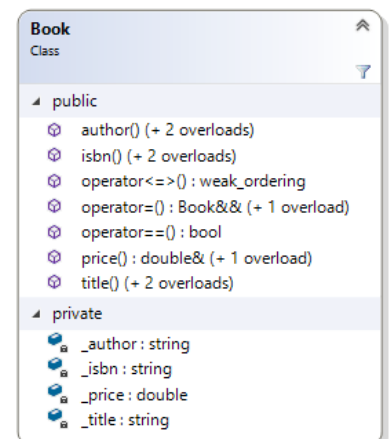 Book
Class
public
author() (+ 2 overloads)
isbn() (+ 2 overloads)
operator<=>() : weak_ordering
operator=() : Book&& (+ 1 overload)
operator==() : bool
price() : double& (+ 1 overload)
title() (+ 2 overloads)
private
_author : string
_isbn : string
_price : double
_title : string